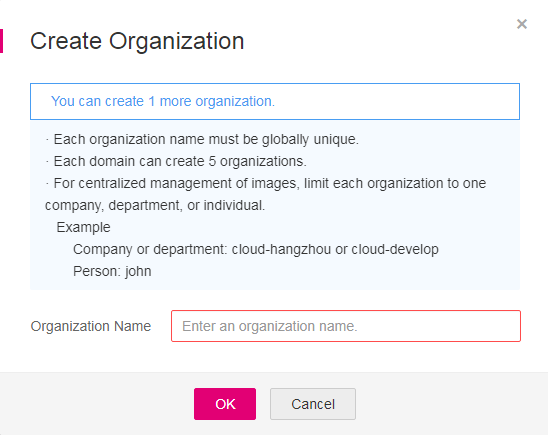 ×
Create Organization
You can create 1 more organization.
· Each organization name must be globally unique.
· Each domain can create 5 organizations.
· For centralized management of images, limit each organization to one
company, department, or individual.
Example
Company or department: cloud-hangzhou or cloud-develop
Person: john
Organization Name Enter an organization name.
OK Cancel